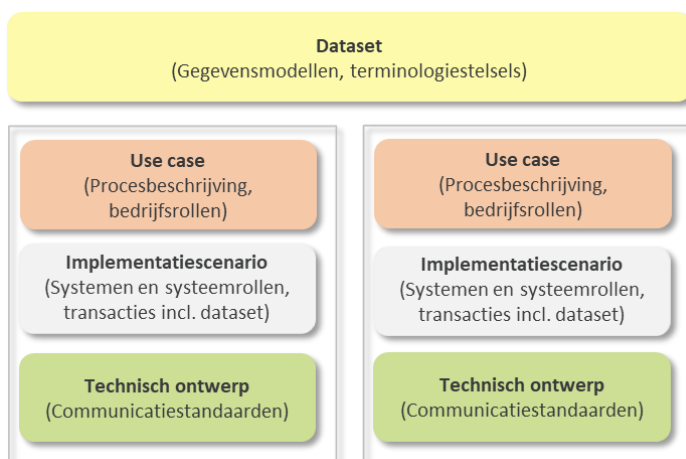 Dataset
(Gegevensmodellen, terminologiestelsels)
Use case
(Procesbeschrijving,
bedrijfsrollen)
Implementatiescenario
(Systemen en systeemrollen,
transacties incl. dataset)
Technisch ontwerp
(Communicatiestandaarden)
Use case
(Procesbeschrijving,
bedrijfsrollen)
Implementatiescenario
(Systemen en systeemrollen,
transacties incl. dataset)
Technisch ontwerp
(Communicatiestandaarden)